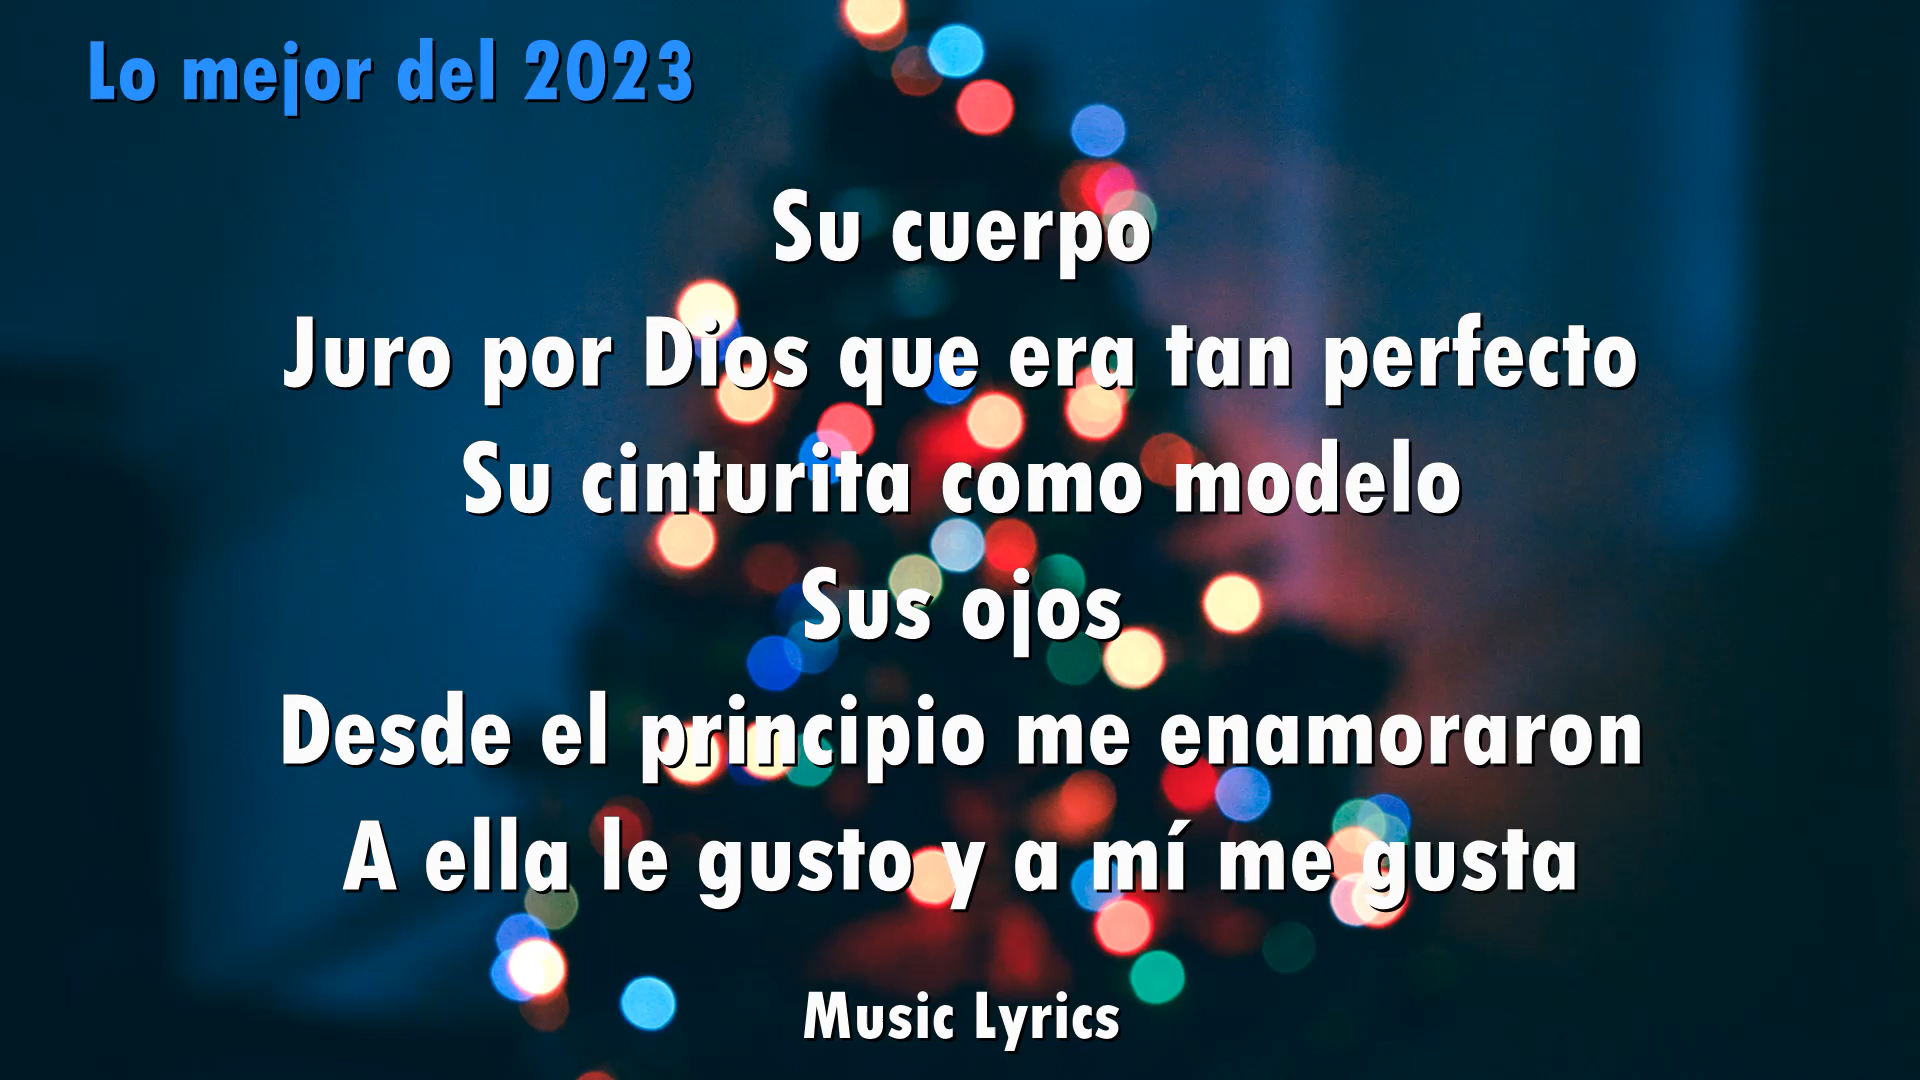 Lo mejor del 2023
Su cuerpo
Juro por Dios que era tan perfecto
Su cinturita como modelo
Sus ojos
Desde el principio me enamoraron
A ella le gusto y a mí me gusta
Music Lyrics